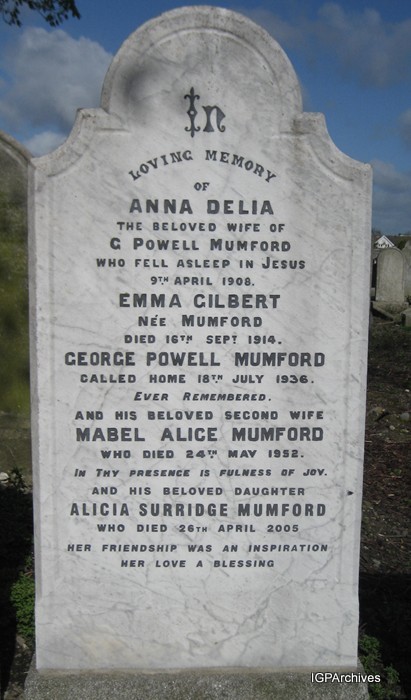 In
LOVING MEMORY
OF
ANNA DELIA
THE BELOVED WIFE OF
G POWELL MUMFORD
WHO FELL ASLEEP IN JESUS
9TH APRIL 1908.
EMMA GILBERT
NÉE MUMFORD
DIED 16TH SEPT 1914.
GEORGE POWELL MUMFORD
CALLED HOME 18TH JULY 1936.
EVER REMEMBERED.
AND HIS BELOVED SECOND WIFE
MABEL ALICE MUMFORD
WHO DIED 24TH MAY 1952.
IN THY PRESENCE IS FULNESS OF JOY.
AND HIS BELOVED DAUGHTER
ALICIA SURRIDGE MUMFORD
WHO DIED 26TH APRIL 2005
HER FRIENDSHIP WAS AN INSPIRATION
HER LOVE A BLESSING
IGPArchives